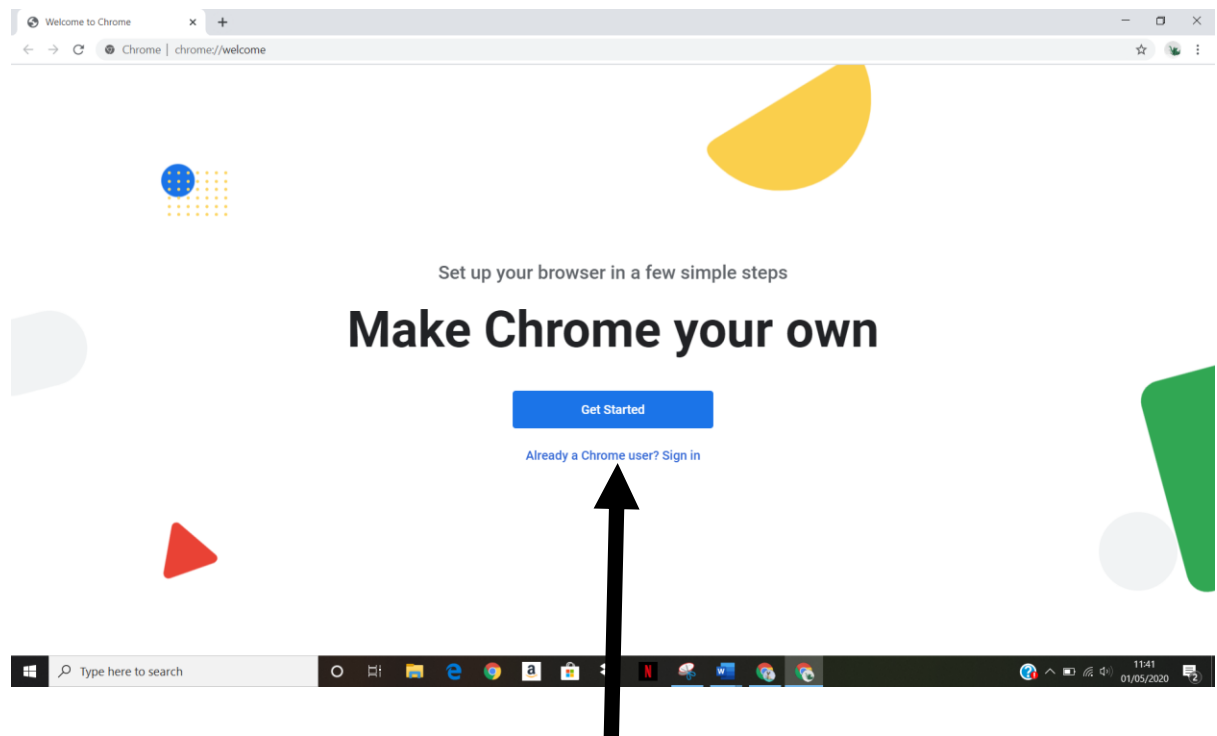 Welcome to Chrome
Chrome | chrome://welcome
Set up your browser in a few simple steps
Make Chrome your own
Get Started
Already a Chrome user? Sign in
Type here to search
a
N
W
11:41
01/05/2020
2